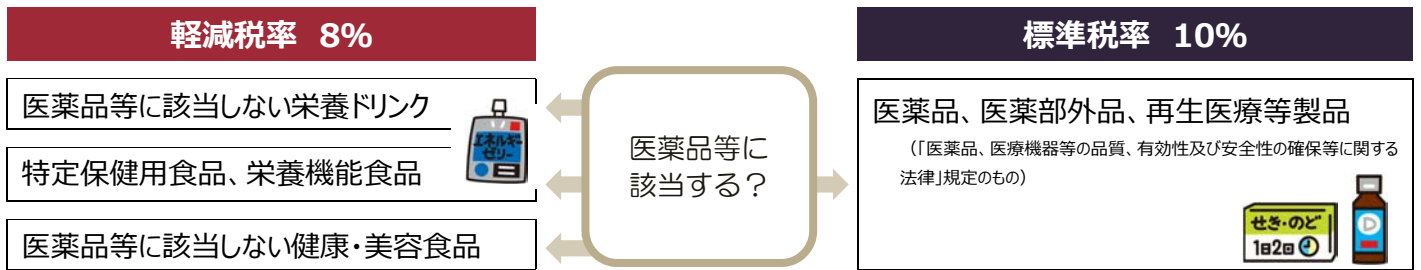 軽減税率 8%
標準税率 10%
医薬品等に該当しない栄養ドリンク
エネルギー
ゼリー
特定保健用食品、栄養機能食品
医薬品等に該当しない健康・美容食品
医薬品等に
該当する？
医薬品、医薬部外品、再生医療等製品
（「医薬品、医療機器等の品質、有効性及び安全性の確保等に関する
法律」規定のもの）
せき・のど
1日2回
D